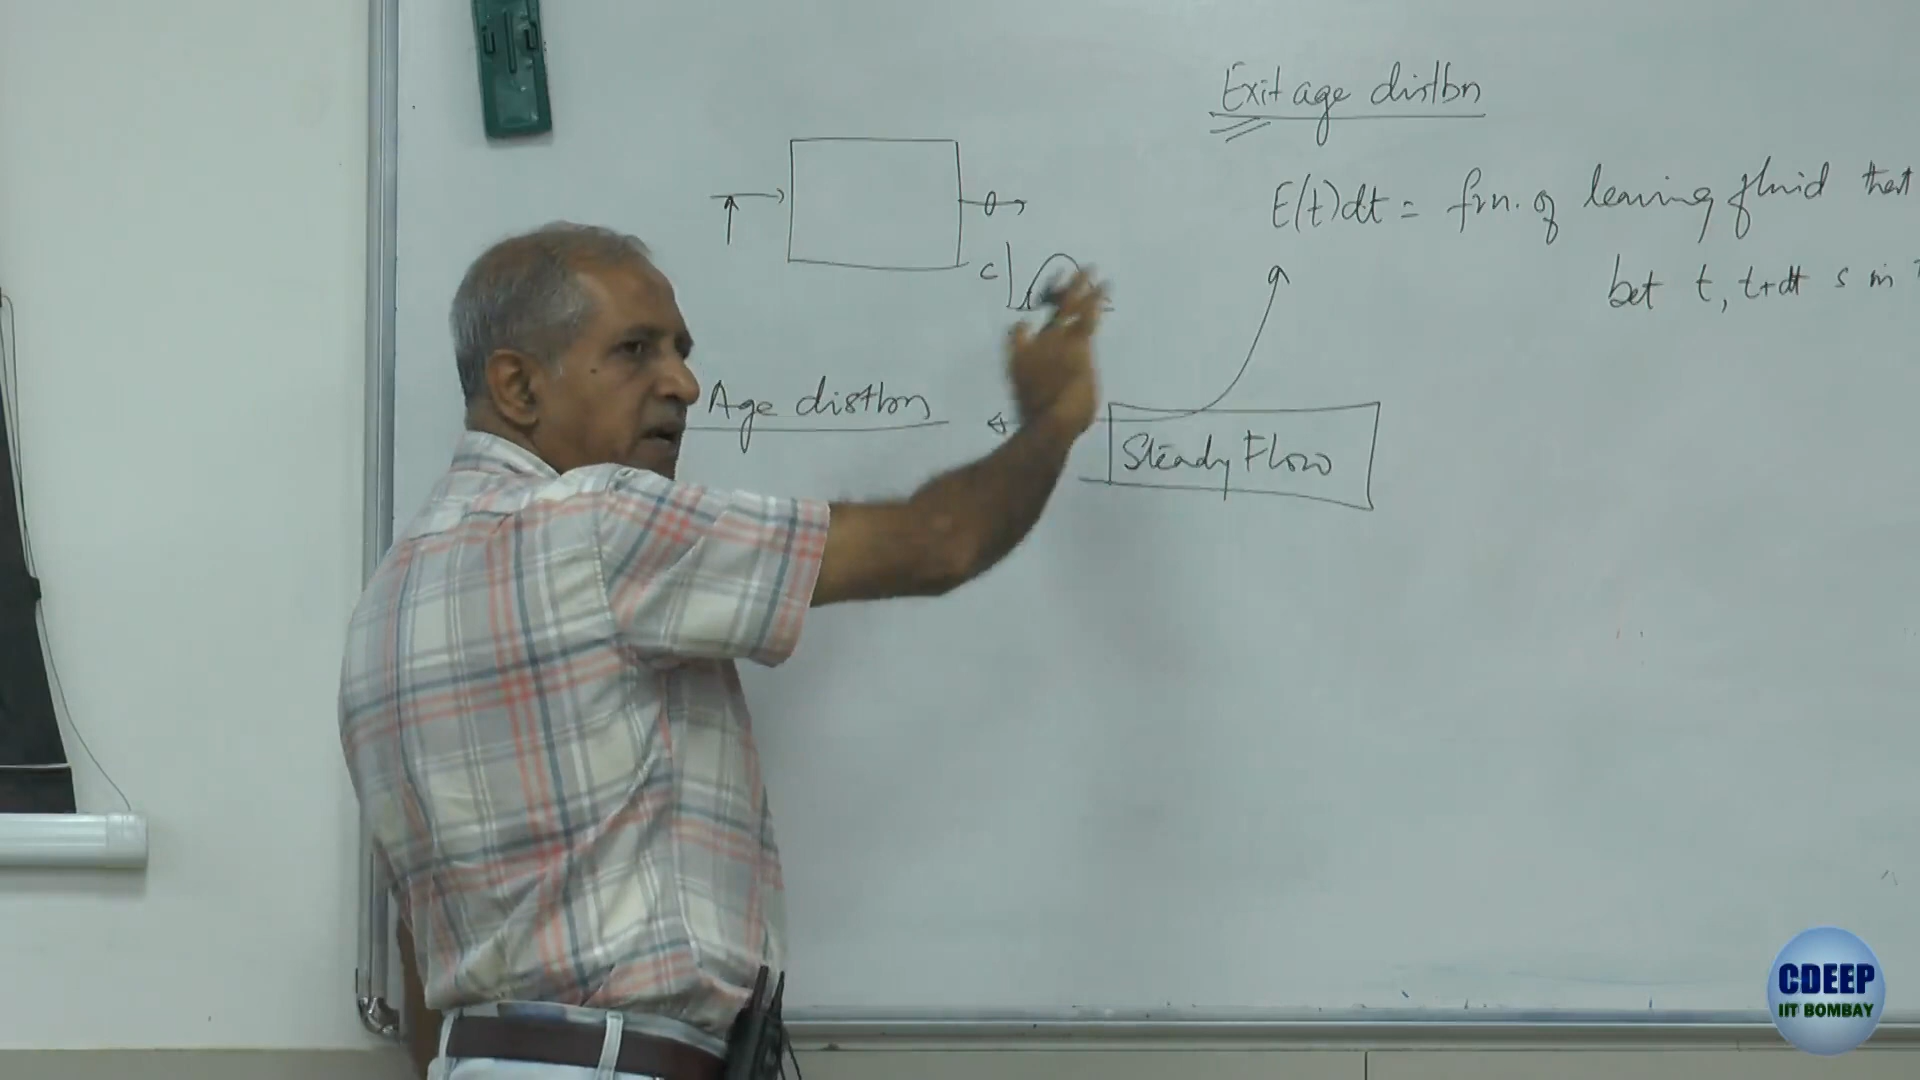 Exit age distbn
E(t)dt = frn. of leaving fluid that
bet t, t+dt s in
C
Age distbn
Steady Flow
CDEEP
IIT BOMBAY